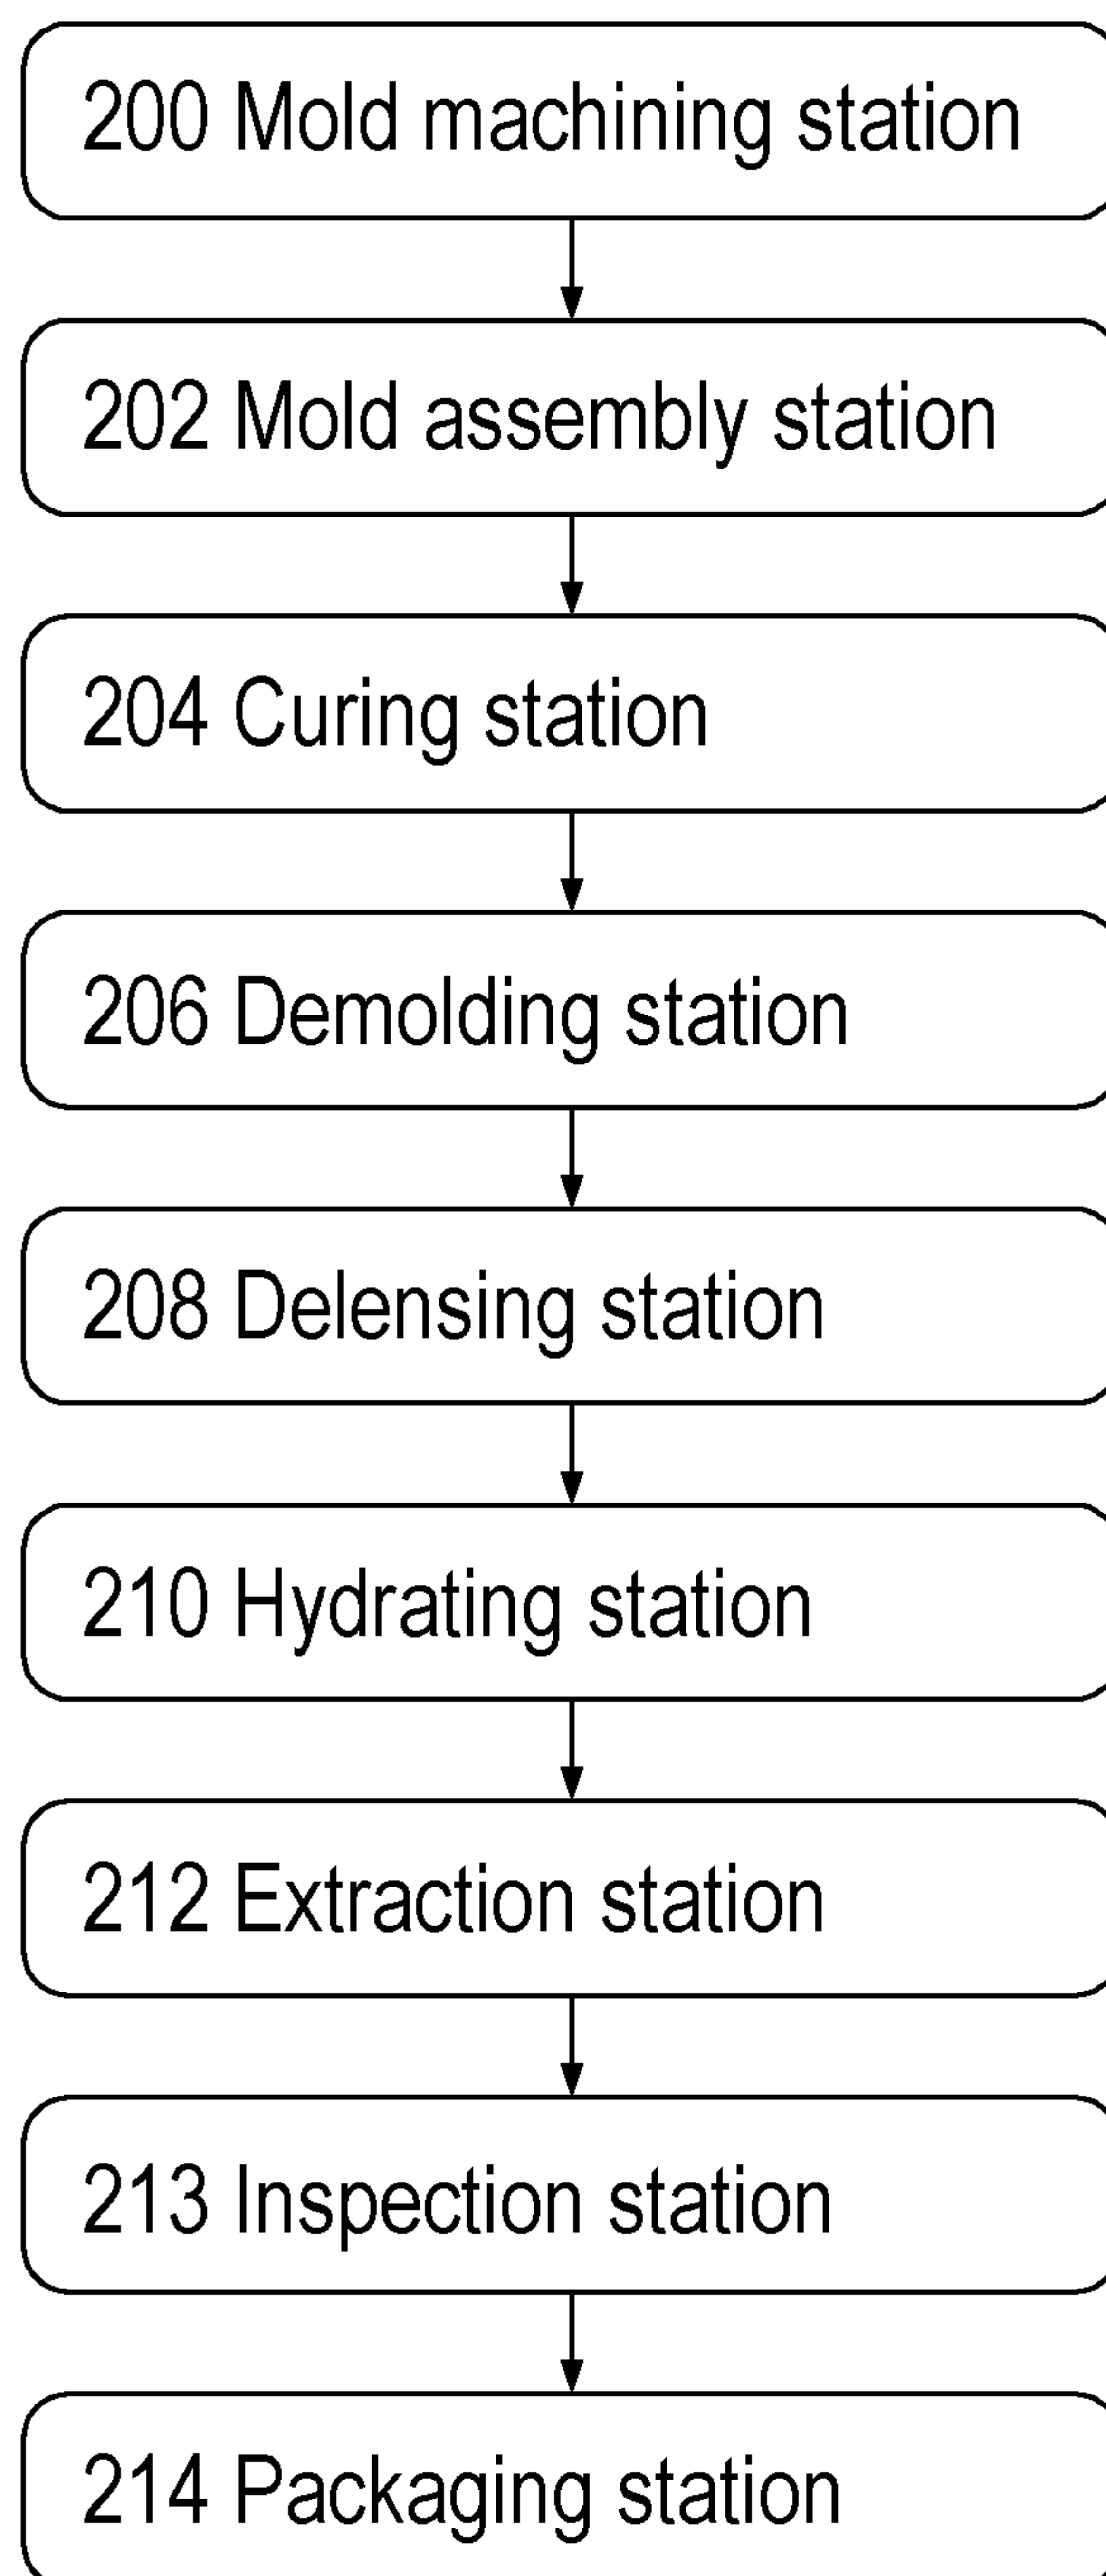 200 Mold machining station
202 Mold assembly station
204 Curing station
206 Demolding station
208 Delensing station
210 Hydrating station
212 Extraction station
213 Inspection station
214 Packaging station